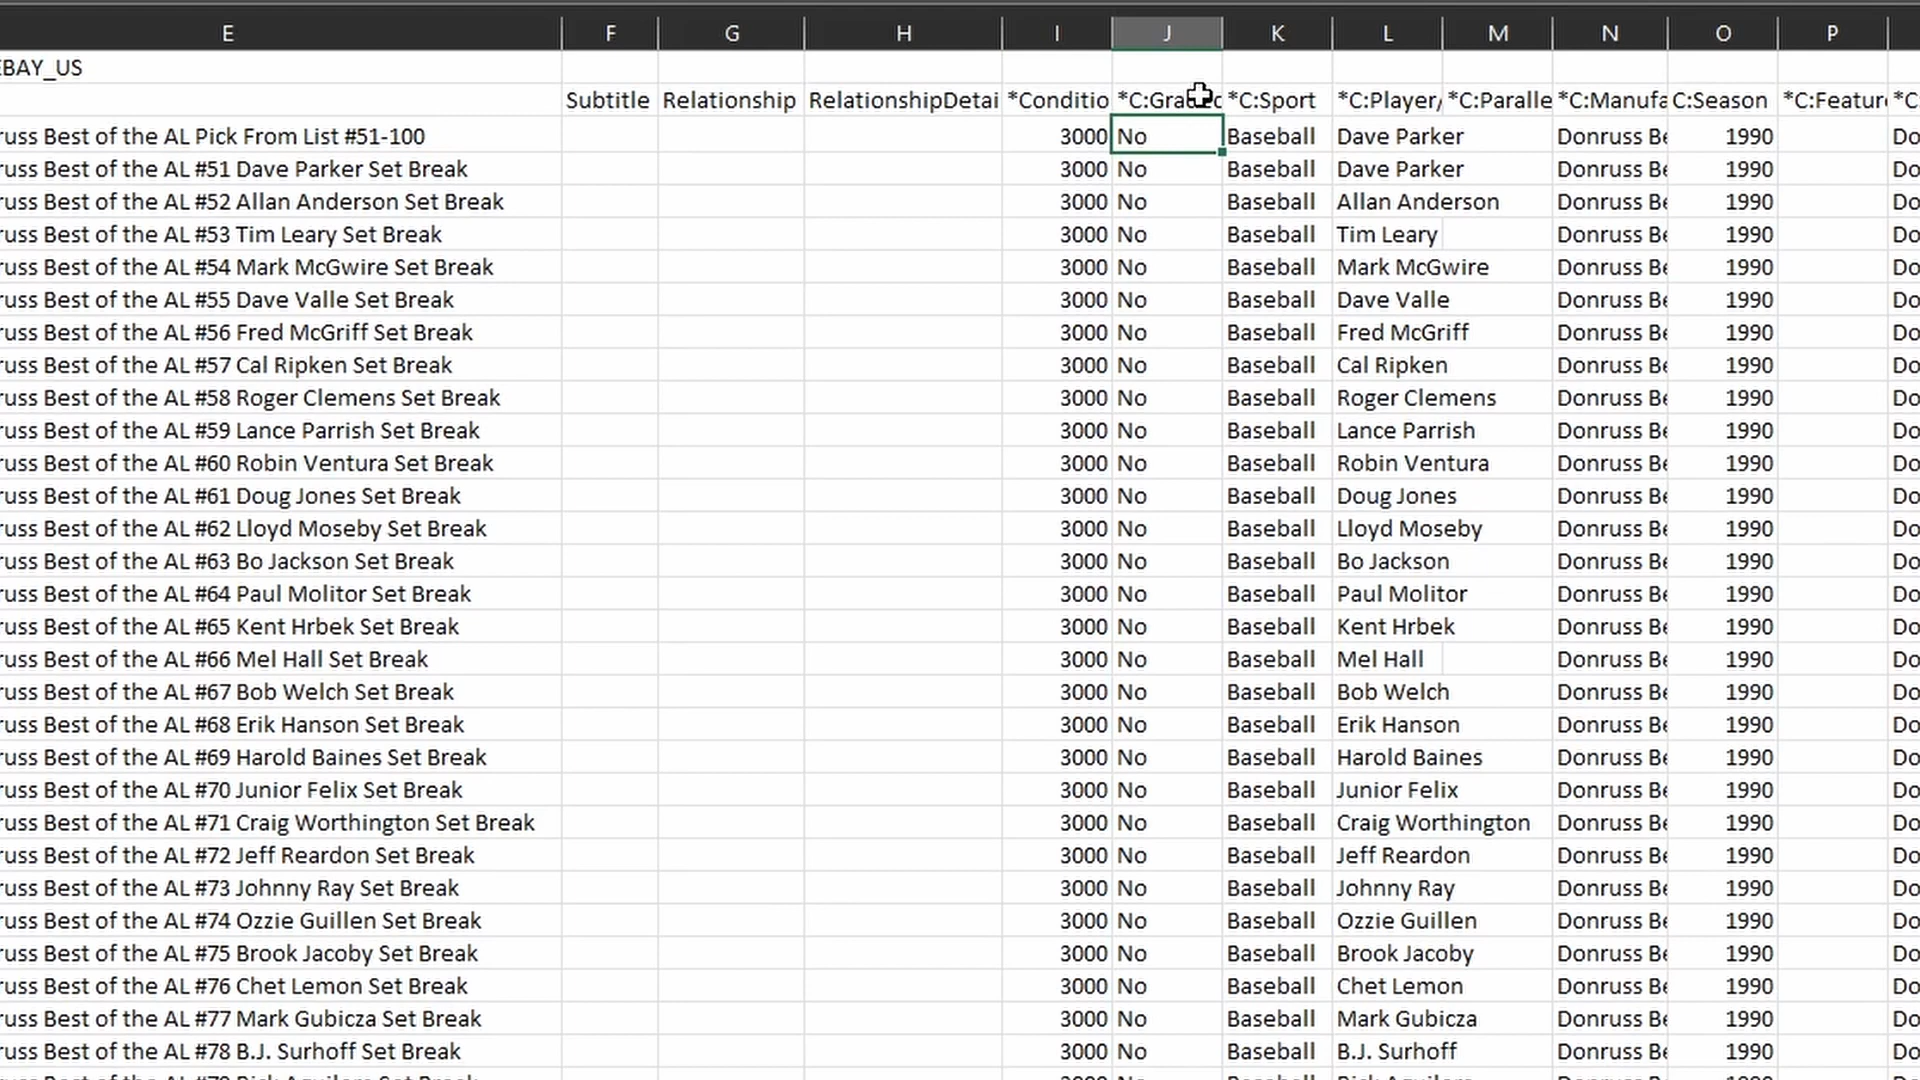 E F G H I J K L M N O P
EBAY_US
Subtitle Relationship RelationshipDetai *Conditio *C:Gra *C:Sport *C:Player/ *C:Paralle *C:Manufa C:Season *C:Featur *C
russ Best of the AL Pick From List #51-100 3000 No Baseball Dave Parker Donruss Be 1990 Do
russ Best of the AL #51 Dave Parker Set Break 3000 No Baseball Dave Parker Donruss Be 1990 Do
russ Best of the AL #52 Allan Anderson Set Break 3000 No Baseball Allan Anderson Donruss Be 1990 Do
russ Best of the AL #53 Tim Leary Set Break 3000 No Baseball Tim Leary Donruss Be 1990 Do
russ Best of the AL #54 Mark McGwire Set Break 3000 No Baseball Mark McGwire Donruss Be 1990 Do
russ Best of the AL #55 Dave Valle Set Break 3000 No Baseball Dave Valle Donruss Be 1990 Do
russ Best of the AL #56 Fred McGriff Set Break 3000 No Baseball Fred McGriff Donruss Be 1990 Do
russ Best of the AL #57 Cal Ripken Set Break 3000 No Baseball Cal Ripken Donruss Be 1990 Do
russ Best of the AL #58 Roger Clemens Set Break 3000 No Baseball Roger Clemens Donruss Be 1990 Do
russ Best of the AL #59 Lance Parrish Set Break 3000 No Baseball Lance Parrish Donruss Be 1990 Do
russ Best of the AL #60 Robin Ventura Set Break 3000 No Baseball Robin Ventura Donruss Be 1990 Do
russ Best of the AL #61 Doug Jones Set Break 3000 No Baseball Doug Jones Donruss Be 1990 Do
russ Best of the AL #62 Lloyd Moseby Set Break 3000 No Baseball Lloyd Moseby Donruss Be 1990 Do
russ Best of the AL #63 Bo Jackson Set Break 3000 No Baseball Bo Jackson Donruss Be 1990 Do
russ Best of the AL #64 Paul Molitor Set Break 3000 No Baseball Paul Molitor Donruss Be 1990 Do
russ Best of the AL #65 Kent Hrbek Set Break 3000 No Baseball Kent Hrbek Donruss Be 1990 Do
russ Best of the AL #66 Mel Hall Set Break 3000 No Baseball Mel Hall Donruss Be 1990 Do
russ Best of the AL #67 Bob Welch Set Break 3000 No Baseball Bob Welch Donruss Be 1990 Do
russ Best of the AL #68 Erik Hanson Set Break 3000 No Baseball Erik Hanson Donruss Be 1990 Do
russ Best of the AL #69 Harold Baines Set Break 3000 No Baseball Harold Baines Donruss Be 1990 Do
russ Best of the AL #70 Junior Felix Set Break 3000 No Baseball Junior Felix Donruss Be 1990 Do
russ Best of the AL #71 Craig Worthington Set Break 3000 No Baseball Craig Worthington Donruss Be 1990 Do
russ Best of the AL #72 Jeff Reardon Set Break 3000 No Baseball Jeff Reardon Donruss Be 1990 Do
russ Best of the AL #73 Johnny Ray Set Break 3000 No Baseball Johnny Ray Donruss Be 1990 Do
russ Best of the AL #74 Ozzie Guillen Set Break 3000 No Baseball Ozzie Guillen Donruss Be 1990 Do
russ Best of the AL #75 Brook Jacoby Set Break 3000 No Baseball Brook Jacoby Donruss Be 1990 Do
russ Best of the AL #76 Chet Lemon Set Break 3000 No Baseball Chet Lemon Donruss Be 1990 Do
russ Best of the AL #77 Mark Gubicza Set Break 3000 No Baseball Mark Gubicza Donruss Be 1990 Do
russ Best of the AL #78 B.J. Surhoff Set Break 3000 No Baseball B.J. Surhoff Donruss Be 1990 Do